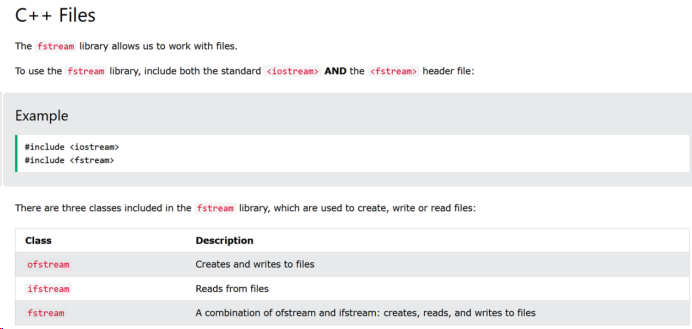 C++ Files
The fstream library allows us to work with files.
To use the fstream library, include both the standard <iostream> AND the <fstream> header file:
Example
#include <iostream>
#include <fstream>
There are three classes included in the fstream library, which are used to create, write or read files:
Class Description
ofstream Creates and writes to files
ifstream Reads from files
fstream A combination of ofstream and ifstream: creates, reads, and writes to files